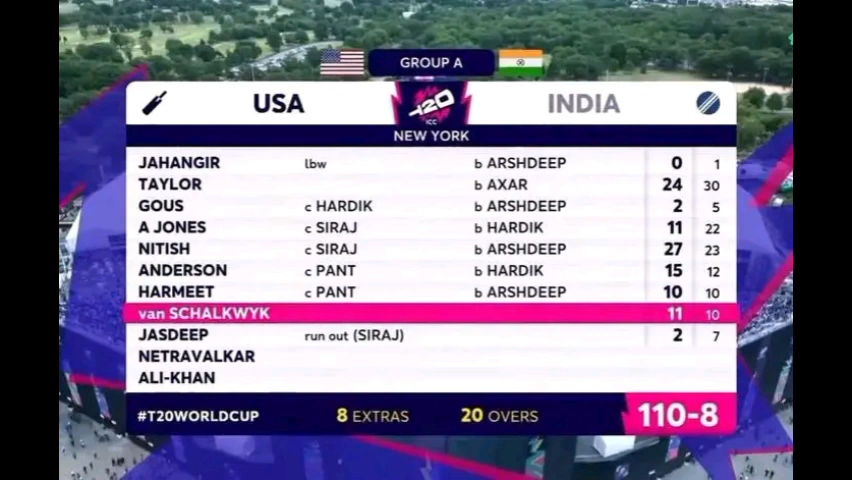 GROUP A
USA T20 INDIA
ICC
NEW YORK
JAHANGIR lbw b ARSHDEEP 0 1
TAYLOR b AXAR 24 30
GOUS c HARDIK b ARSHDEEP 2 5
A JONES c SIRAJ b HARDIK 11 22
NITISH c SIRAJ b ARSHDEEP 27 23
ANDERSON c PANT b HARDIK 15 12
HARMEET c PANT b ARSHDEEP 10 10
van SCHALKWYK 11 10
JASDEEP run out (SIRAJ) 2 7
NETRAVALKAR
ALI-KHAN
#T20WORLDCUP 8 EXTRAS 20 OVERS 110-8